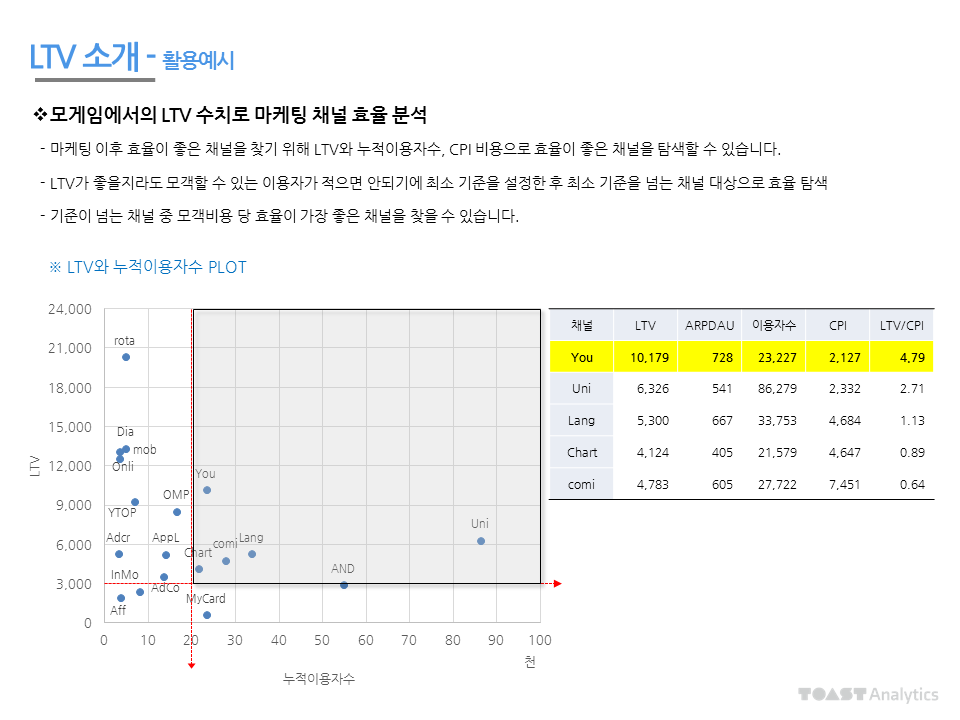 LTV 소개 - 활용예시
❖모게임에서의 LTV 수치로 마케팅 채널 효율 분석
- 마케팅 이후 효율이 좋은 채널을 찾기 위해 LTV와 누적이용자수, CPI 비용으로 효율이 좋은 채널을 탐색할 수 있습니다.
- LTV가 좋을지라도 모객할 수 있는 이용자가 적으면 안되기에 최소 기준을 설정한 후 최소 기준을 넘는 채널 대상으로 효율 탐색
- 기준이 넘는 채널 중 모객비용 당 효율이 가장 좋은 채널을 찾을 수 있습니다.
※ LTV와 누적이용자수 PLOT
24,000
21,000
18,000
15,000
12,000
9,000
6,000
3,000
0
LTV
rota
Dia
mob
Onli
You
OMP
YTOP
Uni
Adcr
AppL
Chart
comi
Lang
AND
InMo
AdCo
Aff
MyCard
0 10 20 30 40 50 60 70 80 90 100
천
누적이용자수
채널 LTV ARPDAU 이용자수 CPI LTV/CPI
You 10,179 728 23,227 2,127 4.79
Uni 6,326 541 86,279 2,332 2.71
Lang 5,300 667 33,753 4,684 1.13
Chart 4,124 405 21,579 4,647 0.89
comi 4,783 605 27,722 7,451 0.64
TOAST Analytics